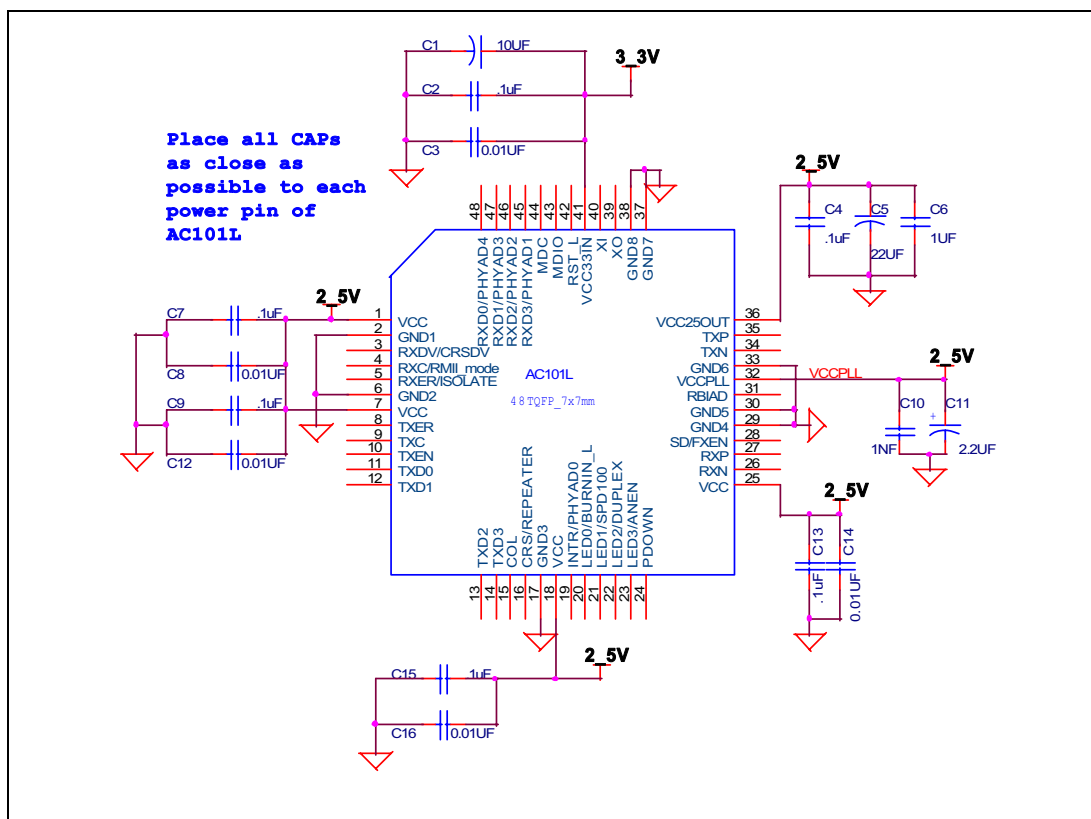 C1 10UF
3_3V
C2 .1uF
C3 0.01UF
Place all CAPs
as close as
possible to each
power pin of
AC101L
2_5V
C4 C5 C6
.1uF 22UF 1UF
48 47 46 45 44 43 42 41 40 39 38 37
RXD0/PHYAD4
RXD1/PHYAD3
RXD2/PHYAD2
RXD3/PHYAD1
MDC
MDIO
RST_L
VCC33IN
XI
XO
GND8
GND7
2_5V
C7 .1uF
C8 0.01UF
C9 .1uF
C12 0.01UF
1 VCC
2 GND1
3 RXDV/CRSDV
4 RXC/RMII_mode
5 RXER/ISOLATE
6 GND2
7 VCC
8 TXER
9 TXC
10 TXEN
11 TXD0
12 TXD1
AC101L
48TQFP_7x7mm
VCC25OUT 36
TXP 35
TXN 34
GND6 33
VCCPLL 32
RBIAD 31
GND5 30
GND4 29
SD/FXEN 28
RXP 27
RXN 26
VCC 25
VCCPLL
2_5V
C10 C11
+
1NF 2.2UF
2_5V
C13 C14
.1uF 0.01UF
TXD2
TXD3
COL
CRS/REPEATER
GND3
VCC
INTR/PHYAD0
LED0/BURNIN_L
LED1/SPD100
LED2/DUPLEX
LED3/ANEN
PDOWN
13 14 15 16 17 18 19 20 21 22 23 24
2_5V
C15 .1uF
C16 0.01UF